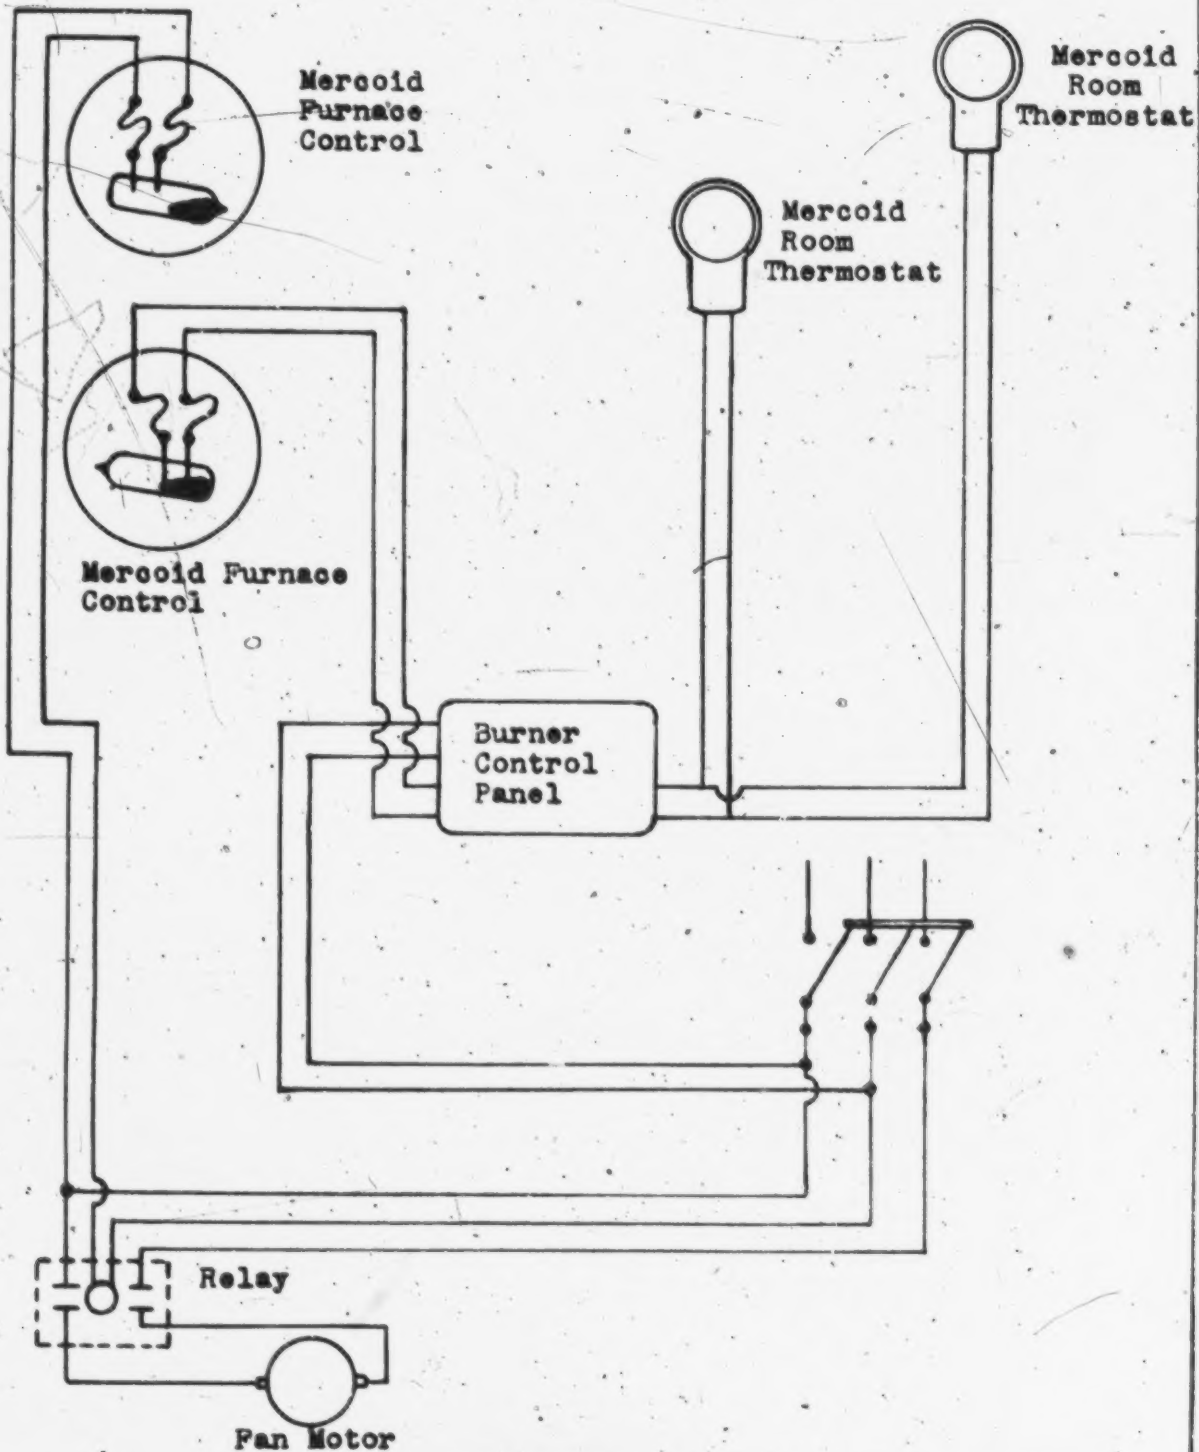 Mercoid
Furnace
Control
Mercoid
Room
Thermostat
Mercoid
Room
Thermostat
Mercoid Furnace
Control
Burner
Control
Panel
Relay
Fan Motor